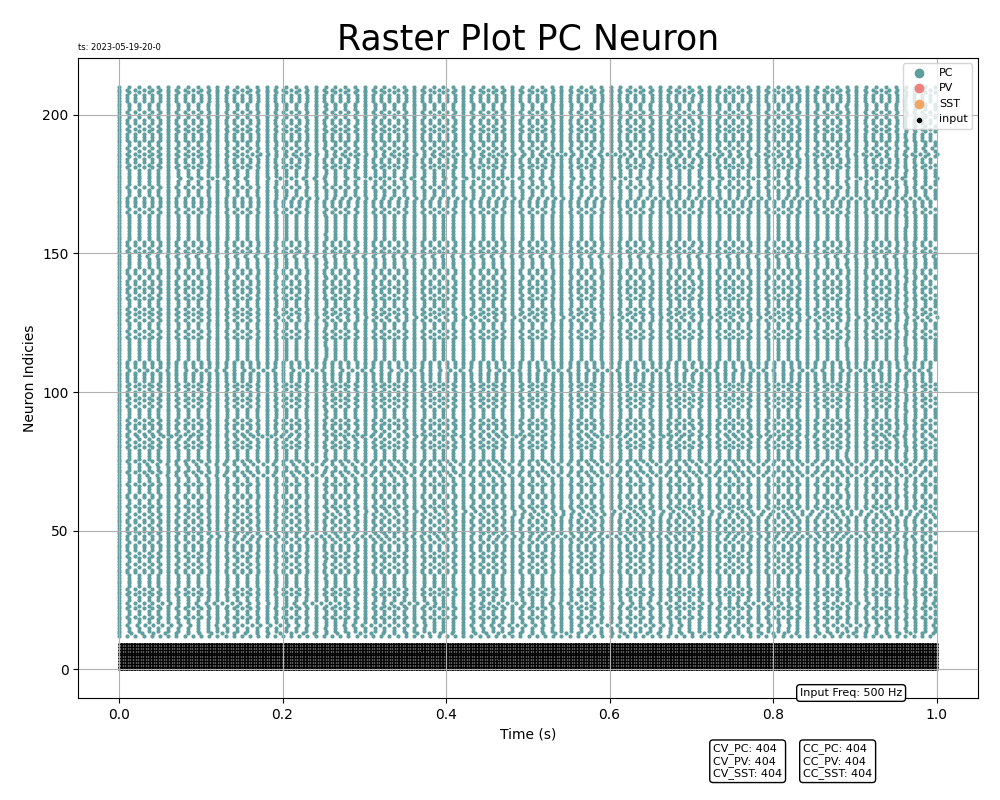 Raster Plot PC Neuron
ts: 2023-05-19-20-0
PC
PV
SST
input
200
150
100
50
0
Neuron Indicies
0.0 0.2 0.4 0.6 0.8 1.0
Time (s)
Input Freq: 500 Hz
CV_PC: 404
CV_PV: 404
CV_SST: 404
CC_PC: 404
CC_PV: 404
CC_SST: 404